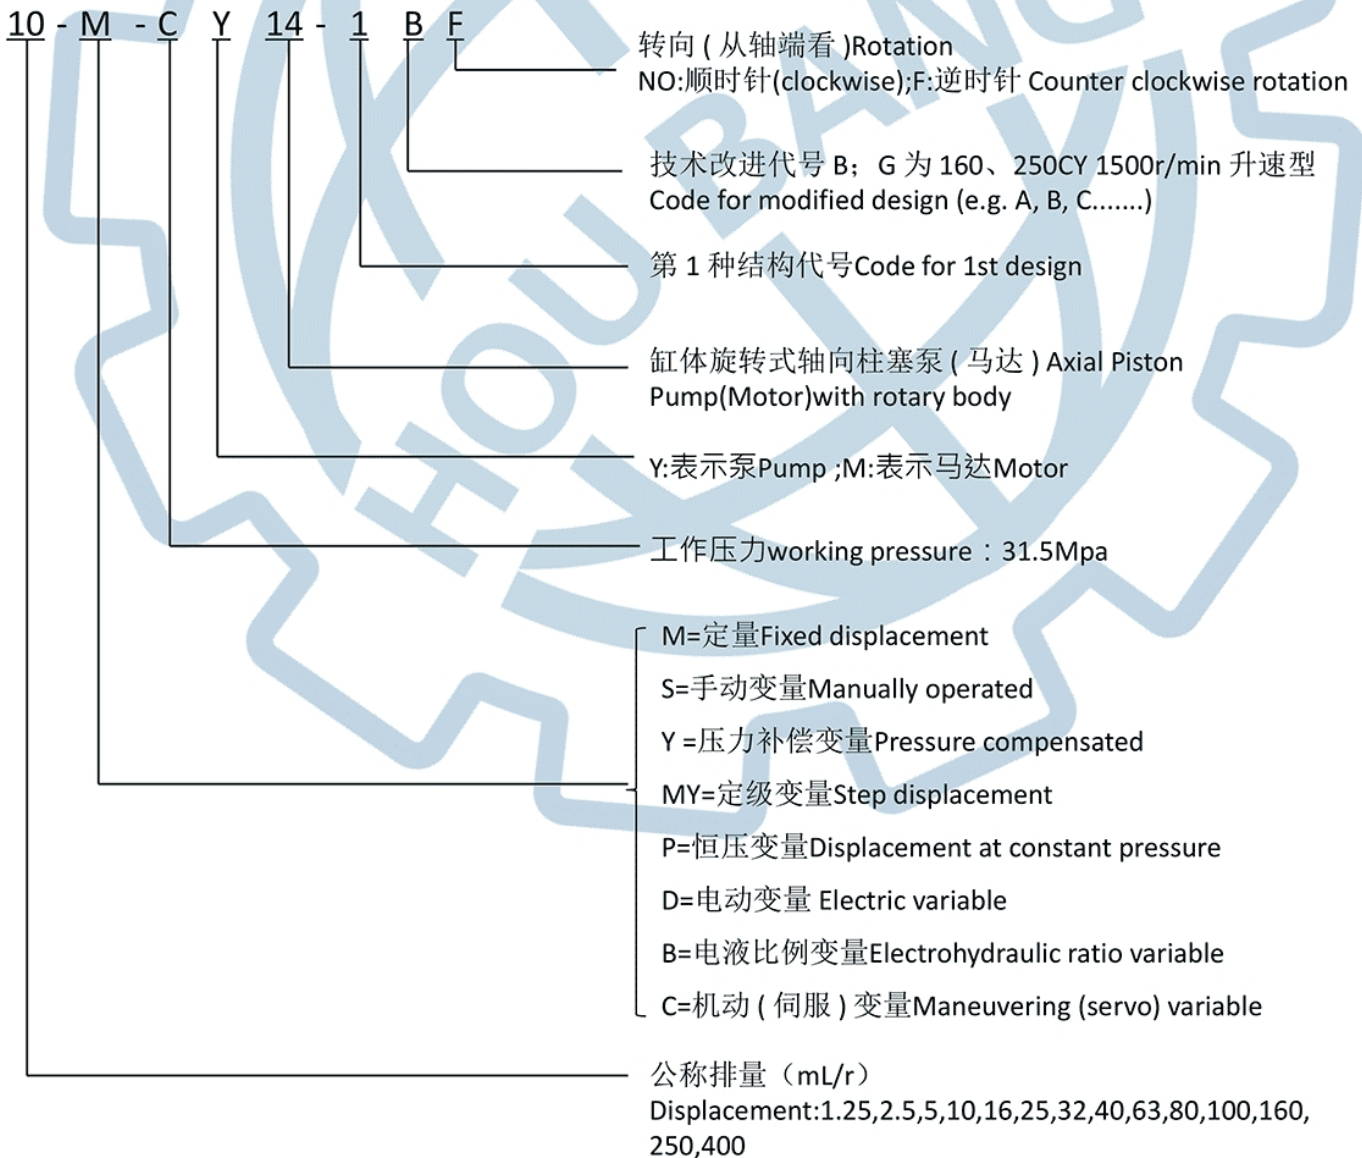 10 - M - C Y 14 - 1 B F
转向 ( 从轴端看 )Rotation
NO:顺时针(clockwise);F:逆时针 Counter clockwise rotation
技术改进代号 B；G 为 160、250CY 1500r/min 升速型
Code for modified design (e.g. A, B, C.......)
第 1 种结构代号Code for 1st design
缸体旋转式轴向柱塞泵 ( 马达 ) Axial Piston
Pump(Motor)with rotary body
Y:表示泵Pump ;M:表示马达Motor
工作压力working pressure：31.5Mpa
M=定量Fixed displacement
S=手动变量Manually operated
Y =压力补偿变量Pressure compensated
MY=定级变量Step displacement
P=恒压变量Displacement at constant pressure
D=电动变量 Electric variable
B=电液比例变量Electrohydraulic ratio variable
C=机动 ( 伺服 ) 变量Maneuvering (servo) variable
公称排量（mL/r）
Displacement:1.25,2.5,5,10,16,25,32,40,63,80,100,160,
250,400
HOU BANG